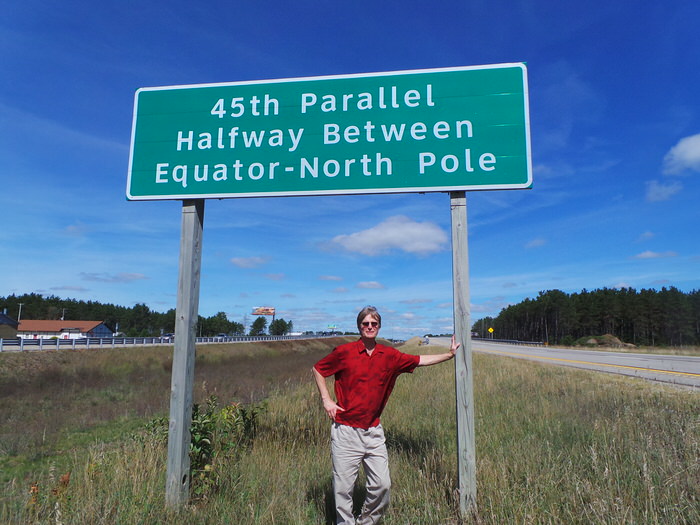 45th Parallel
Halfway Between
Equator-North Pole